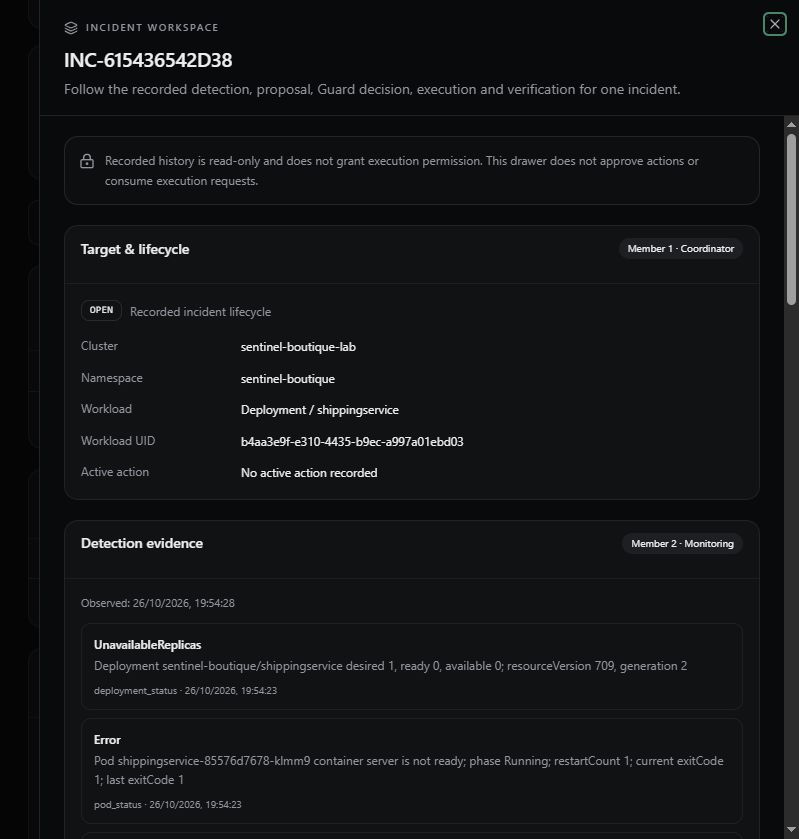 INCIDENT WORKSPACE
INC-615436542D38
Follow the recorded detection, proposal, Guard decision, execution and verification for one incident.
Recorded history is read-only and does not grant execution permission. This drawer does not approve actions or
consume execution requests.
Target & lifecycle
Member 1 · Coordinator
OPEN Recorded incident lifecycle
Cluster sentinel-boutique-lab
Namespace sentinel-boutique
Workload Deployment / shippingservice
Workload UID b4aa3e9f-e310-4435-b9ec-a997a01ebd03
Active action No active action recorded
Detection evidence
Member 2 · Monitoring
Observed: 26/10/2026, 19:54:28
UnavailableReplicas
Deployment sentinel-boutique/shippingservice desired 1, ready 0, available 0; resourceVersion 709, generation 2
deployment_status · 26/10/2026, 19:54:23
Error
Pod shippingservice-85576d7678-klmm9 container server is not ready; phase Running; restartCount 1; current exitCode
1; last exitCode 1
pod_status · 26/10/2026, 19:54:23